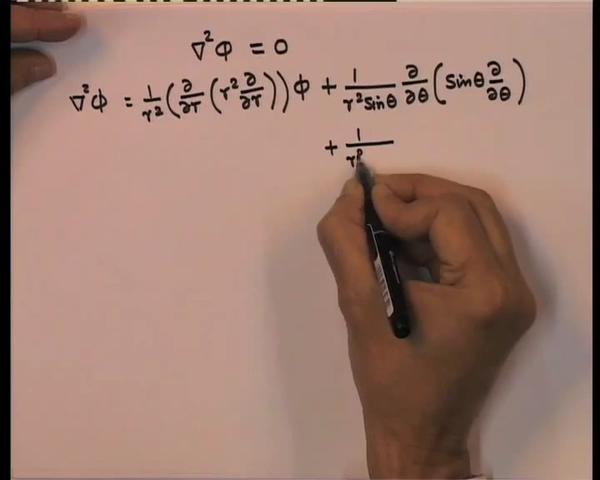 ∇²φ = 0
∇²φ = 1/r² (∂/∂r (r² ∂/∂r)) φ + 1/(r² Sinθ) ∂/∂θ (Sinθ ∂/∂θ)
+ 1/r²